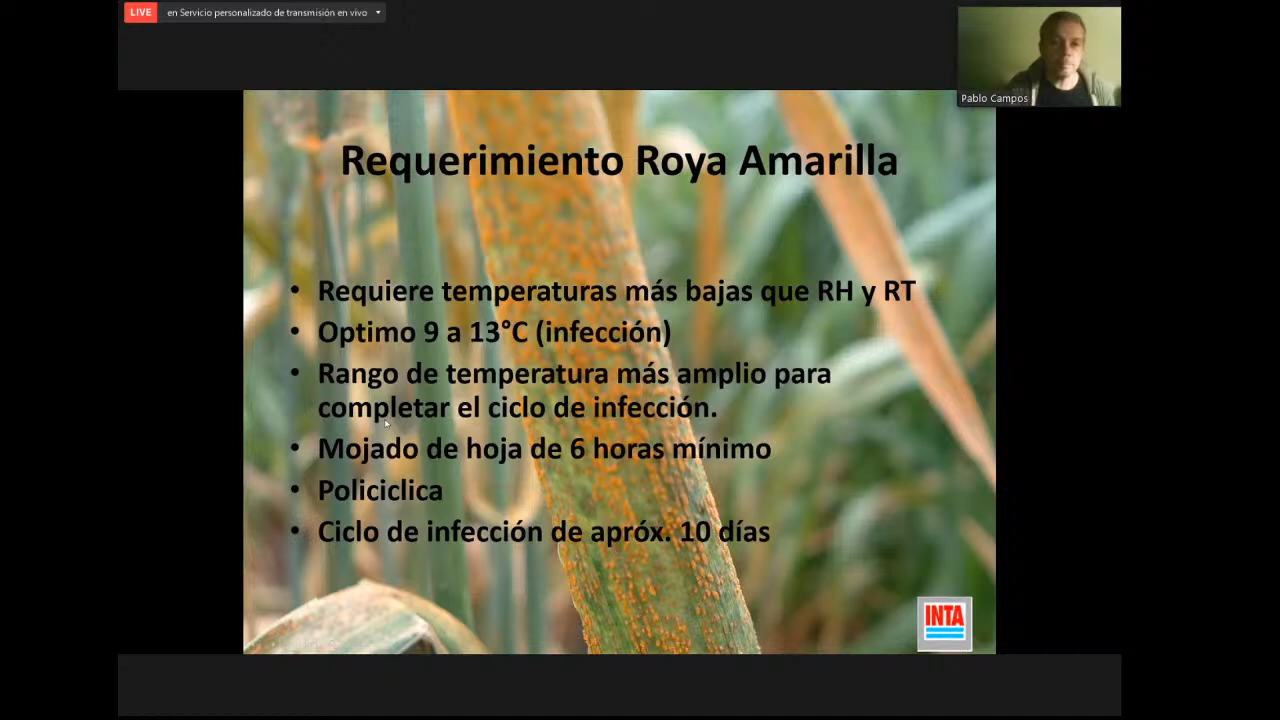 LIVE en Servicio personalizado de transmisión en vivo
Pablo Campos
Requerimiento Roya Amarilla
• Requiere temperaturas más bajas que RH y RT
• Optimo 9 a 13°C (infección)
• Rango de temperatura más amplio para
completar el ciclo de infección.
• Mojado de hoja de 6 horas mínimo
• Policiclica
• Ciclo de infección de apróx. 10 días
INTA